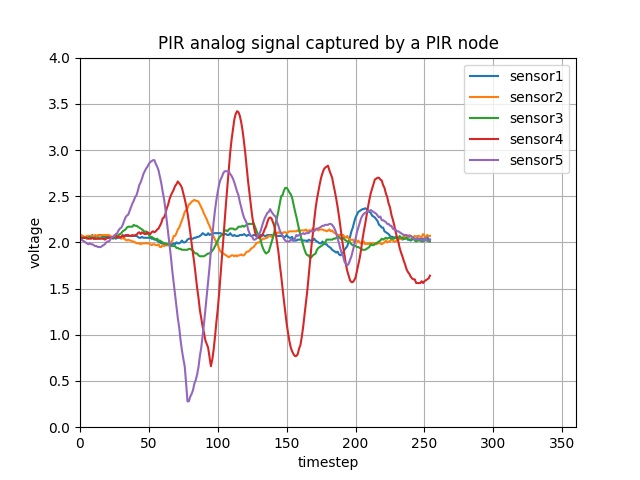 PIR analog signal captured by a PIR node
4.0
3.5
3.0
2.5
2.0
1.5
1.0
0.5
0.0
voltage
sensor1
sensor2
sensor3
sensor4
sensor5
0 50 100 150 200 250 300 350
timestep